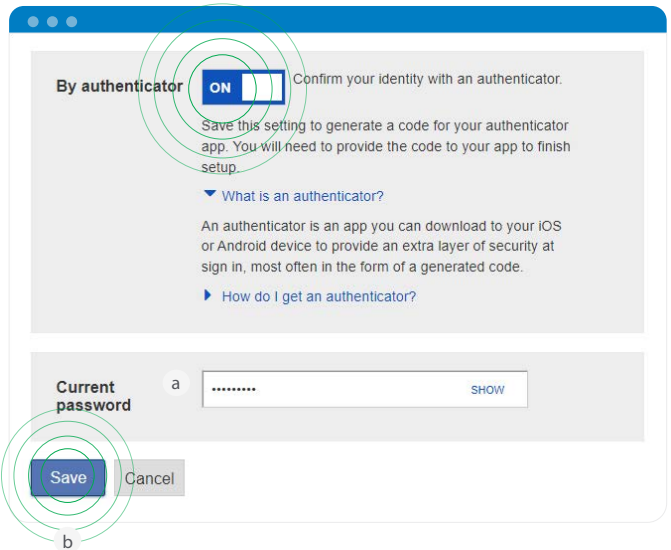 By authenticator ON Confirm your identity with an authenticator.
Save this setting to generate a code for your authenticator
app. You will need to provide the code to your app to finish
setup.
What is an authenticator?
An authenticator is an app you can download to your iOS
or Android device to provide an extra layer of security at
sign in, most often in the form of a generated code.
How do I get an authenticator?
Current
password
a
••••••••• SHOW
Save Cancel
b